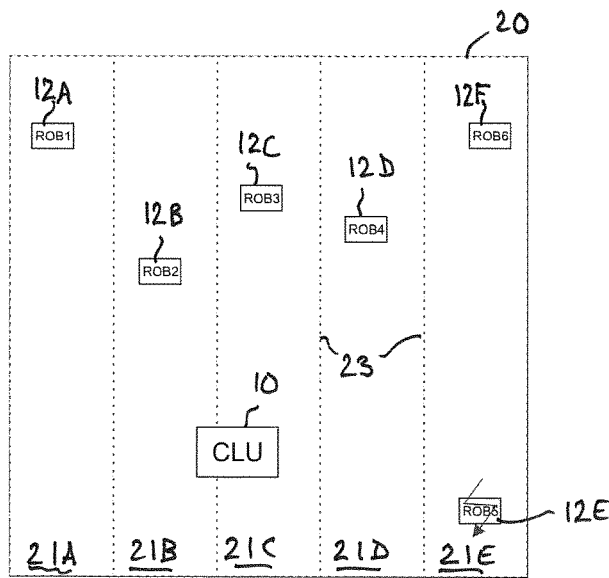 20
12A
12F
ROB1
ROB6
12C
12D
ROB3
12B
ROB4
ROB2
23
10
CLU
ROB5
12E
21A
21B
21C
21D
21E